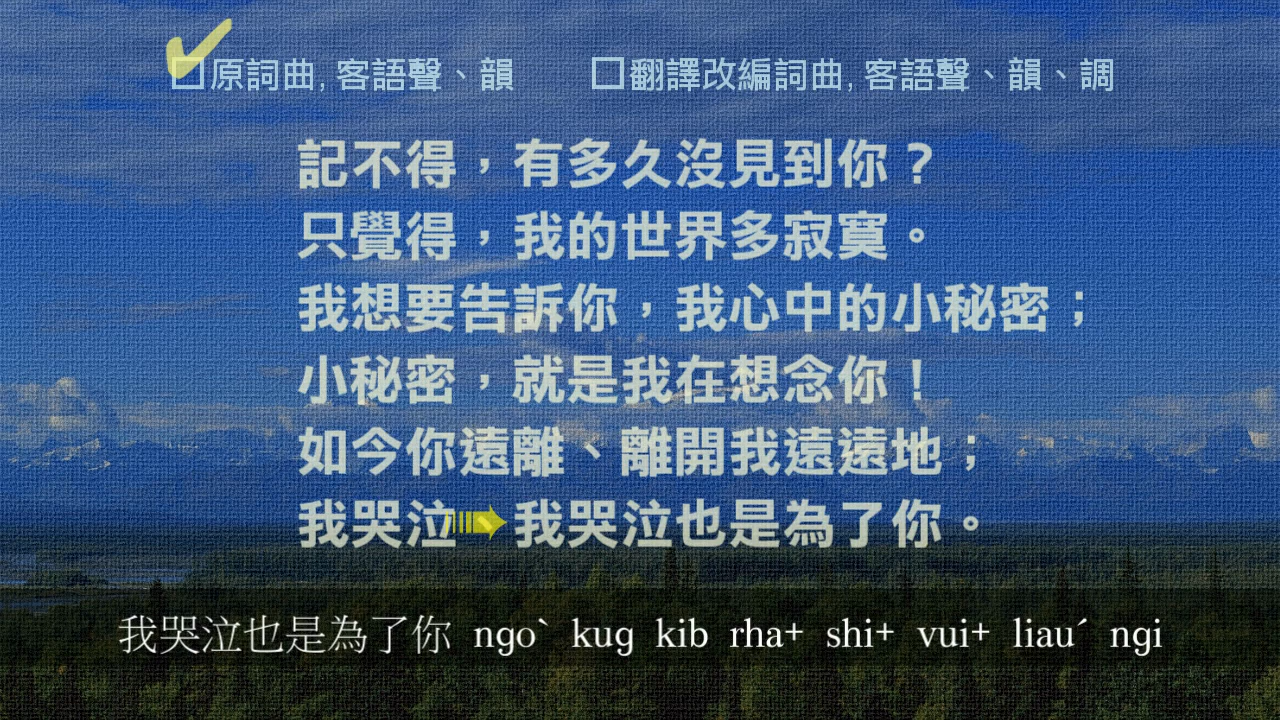 ✓□原詞曲, 客語聲、韻 □翻譯改編詞曲, 客語聲、韻、調
記不得，有多久沒見到你？
只覺得，我的世界多寂寞。
我想要告訴你，我心中的小秘密；
小秘密，就是我在想念你！
如今你遠離、離開我遠遠地；
我哭泣、我哭泣也是為了你。
我哭泣也是為了你 ngoˋ kug kib rha+ shi+ vui+ liauˊ ngi